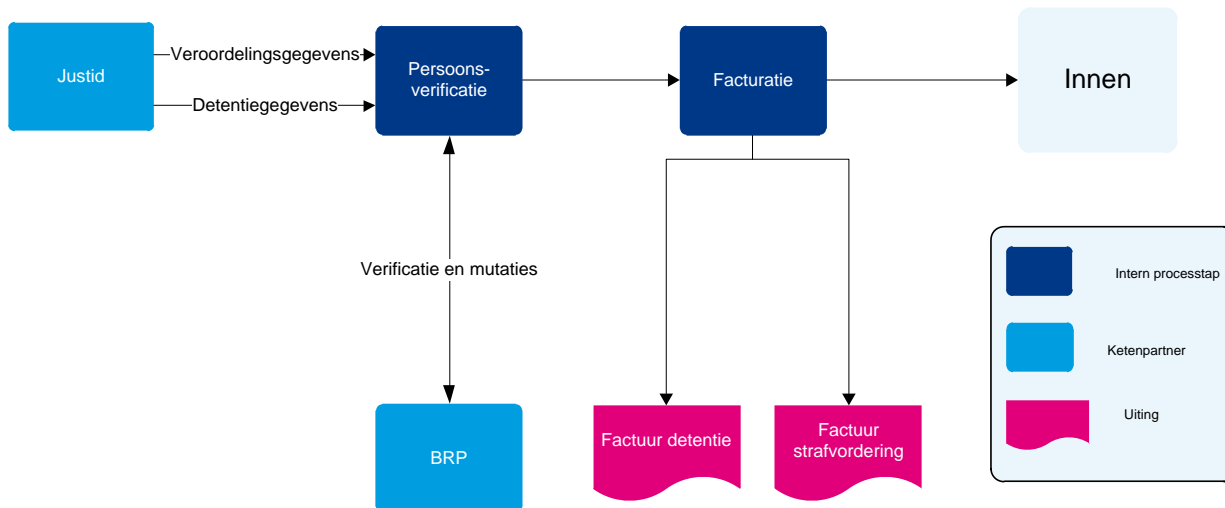 Justid
Veroordelingsgegevens
Detentiegegevens
Persoons-
verificatie
Facturatie
Innen
Verificatie en mutaties
BRP
Factuur detentie
Factuur
strafvordering
Intern processtap
Ketenpartner
Uiting